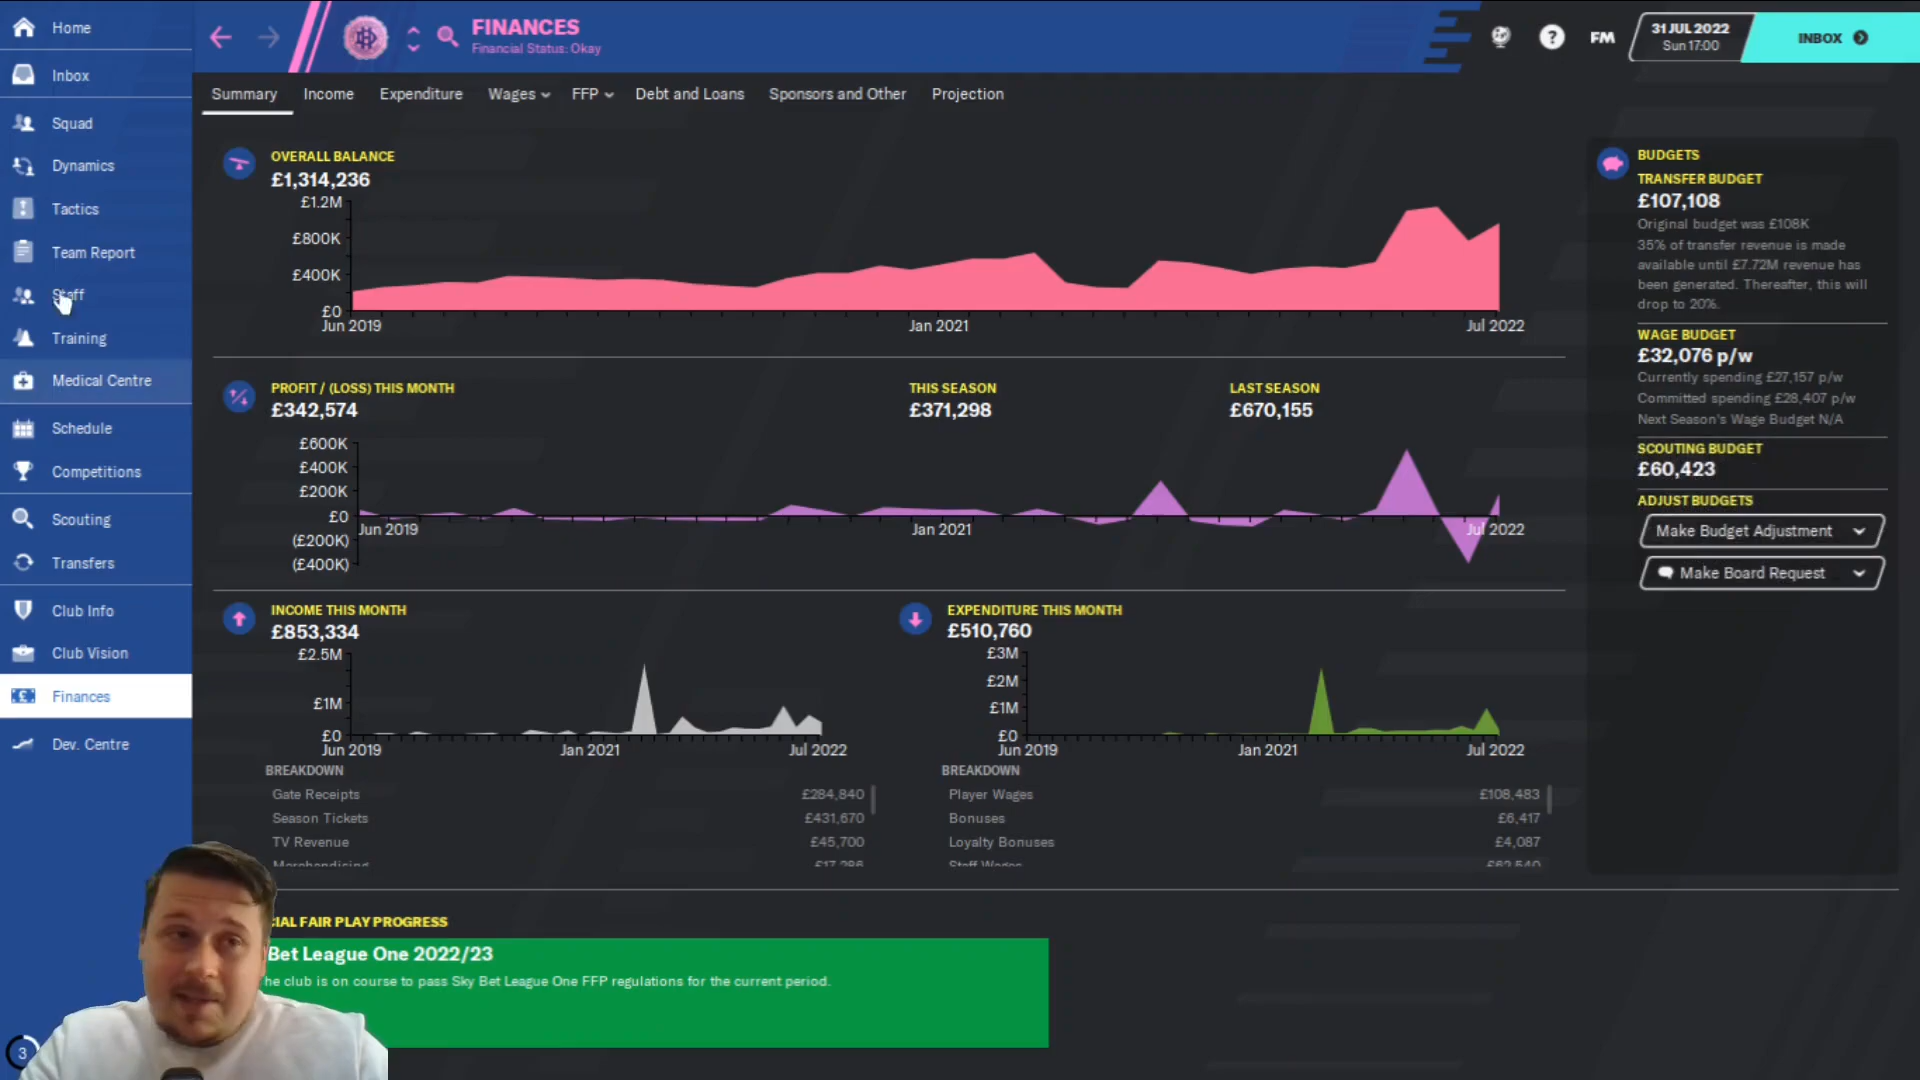 Home
Inbox
Squad
Dynamics
Tactics
Team Report
Staff
Training
Medical Centre
Schedule
Competitions
Scouting
Transfers
Club Info
Club Vision
Finances
Dev. Centre
3
FINANCES
Financial Status: Okay
?
FM
31 JUL 2022
Sun 17:00
INBOX
Summary
Income
Expenditure
Wages
FFP
Debt and Loans
Sponsors and Other
Projection
OVERALL BALANCE
£1,314,236
£1.2M
£800K
£400K
£0
Jun 2019
Jan 2021
Jul 2022
PROFIT / (LOSS) THIS MONTH
£342,574
THIS SEASON
£371,298
LAST SEASON
£670,155
£600K
£400K
£200K
£0
(£200K)
(£400K)
Jun 2019
Jan 2021
Jul 2022
INCOME THIS MONTH
£853,334
£2.5M
£1M
£0
Jun 2019
Jan 2021
Jul 2022
BREAKDOWN
Gate Receipts £284,840
Season Tickets £431,670
TV Revenue £45,700
Merchandising £17,286
EXPENDITURE THIS MONTH
£510,760
£3M
£2M
£1M
£0
Jun 2019
Jan 2021
Jul 2022
BREAKDOWN
Player Wages £108,483
Bonuses £6,417
Loyalty Bonuses £4,087
Staff Wages £62,540
CIAL FAIR PLAY PROGRESS
Bet League One 2022/23
he club is on course to pass Sky Bet League One FFP regulations for the current period.
BUDGETS
TRANSFER BUDGET
£107,108
Original budget was £108K
35% of transfer revenue is made
available until £7.72M revenue has
been generated. Thereafter, this will
drop to 20%.
WAGE BUDGET
£32,076 p/w
Currently spending £27,157 p/w
Committed spending £28,407 p/w
Next Season's Wage Budget N/A
SCOUTING BUDGET
£60,423
ADJUST BUDGETS
Make Budget Adjustment
Make Board Request